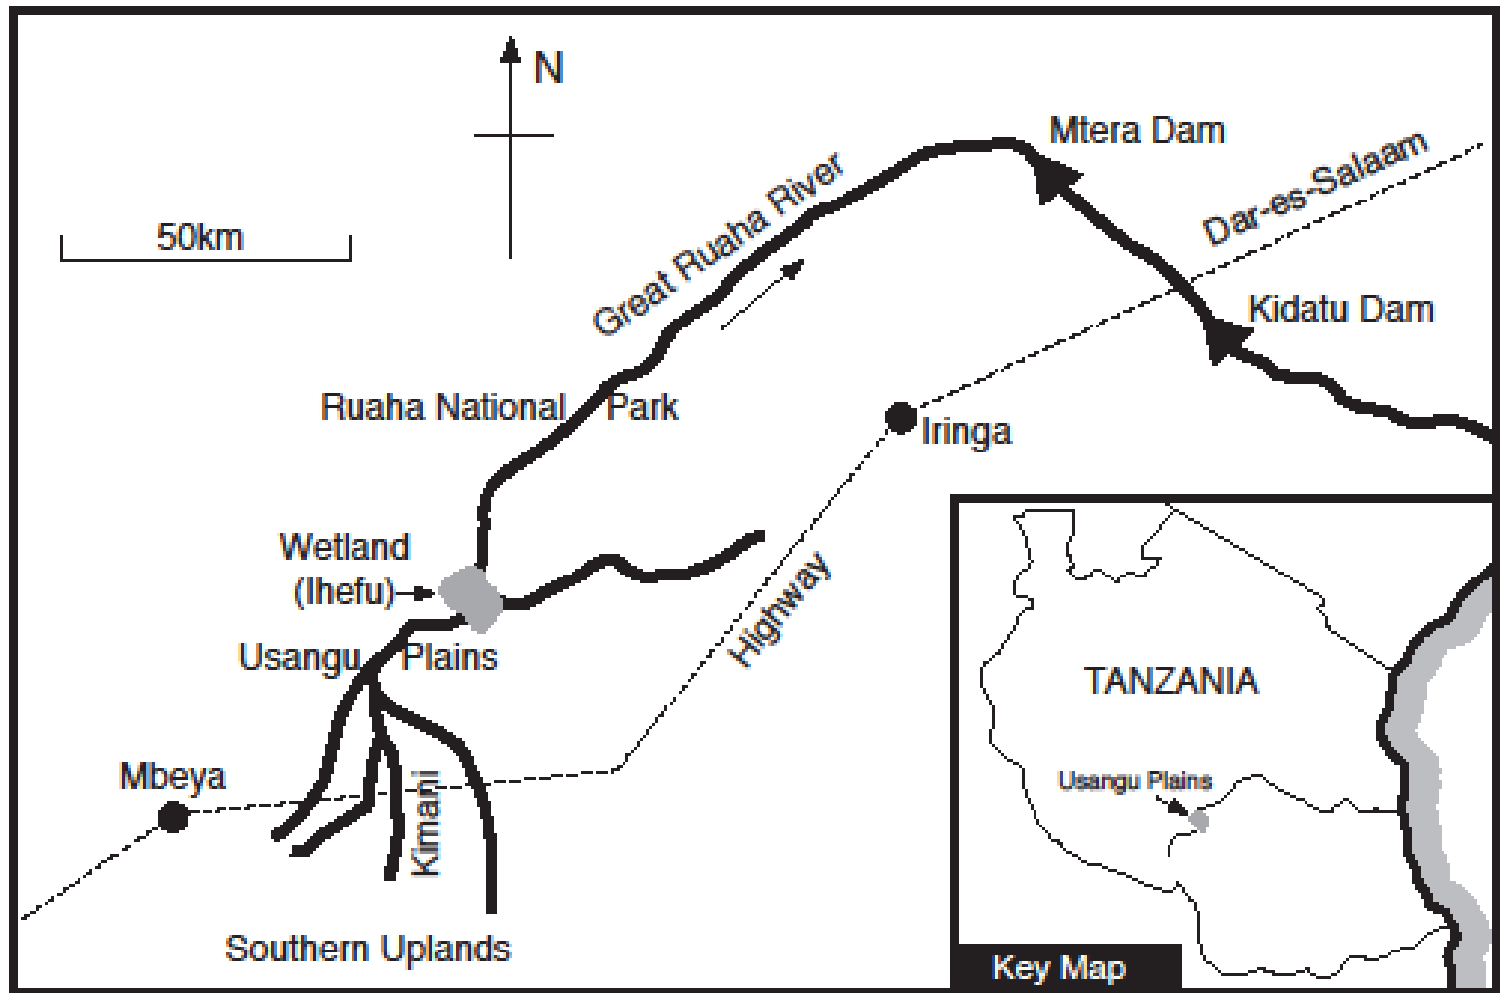 N
Mtera Dam
Dar-es-Salaam
50km
Great Ruaha River
Kidatu Dam
Ruaha National Park
Iringa
Wetland
(Ihefu)
Highway
Usangu Plains
TANZANIA
Mbeya
Usangu Plains
Kimani
Southern Uplands
Key Map